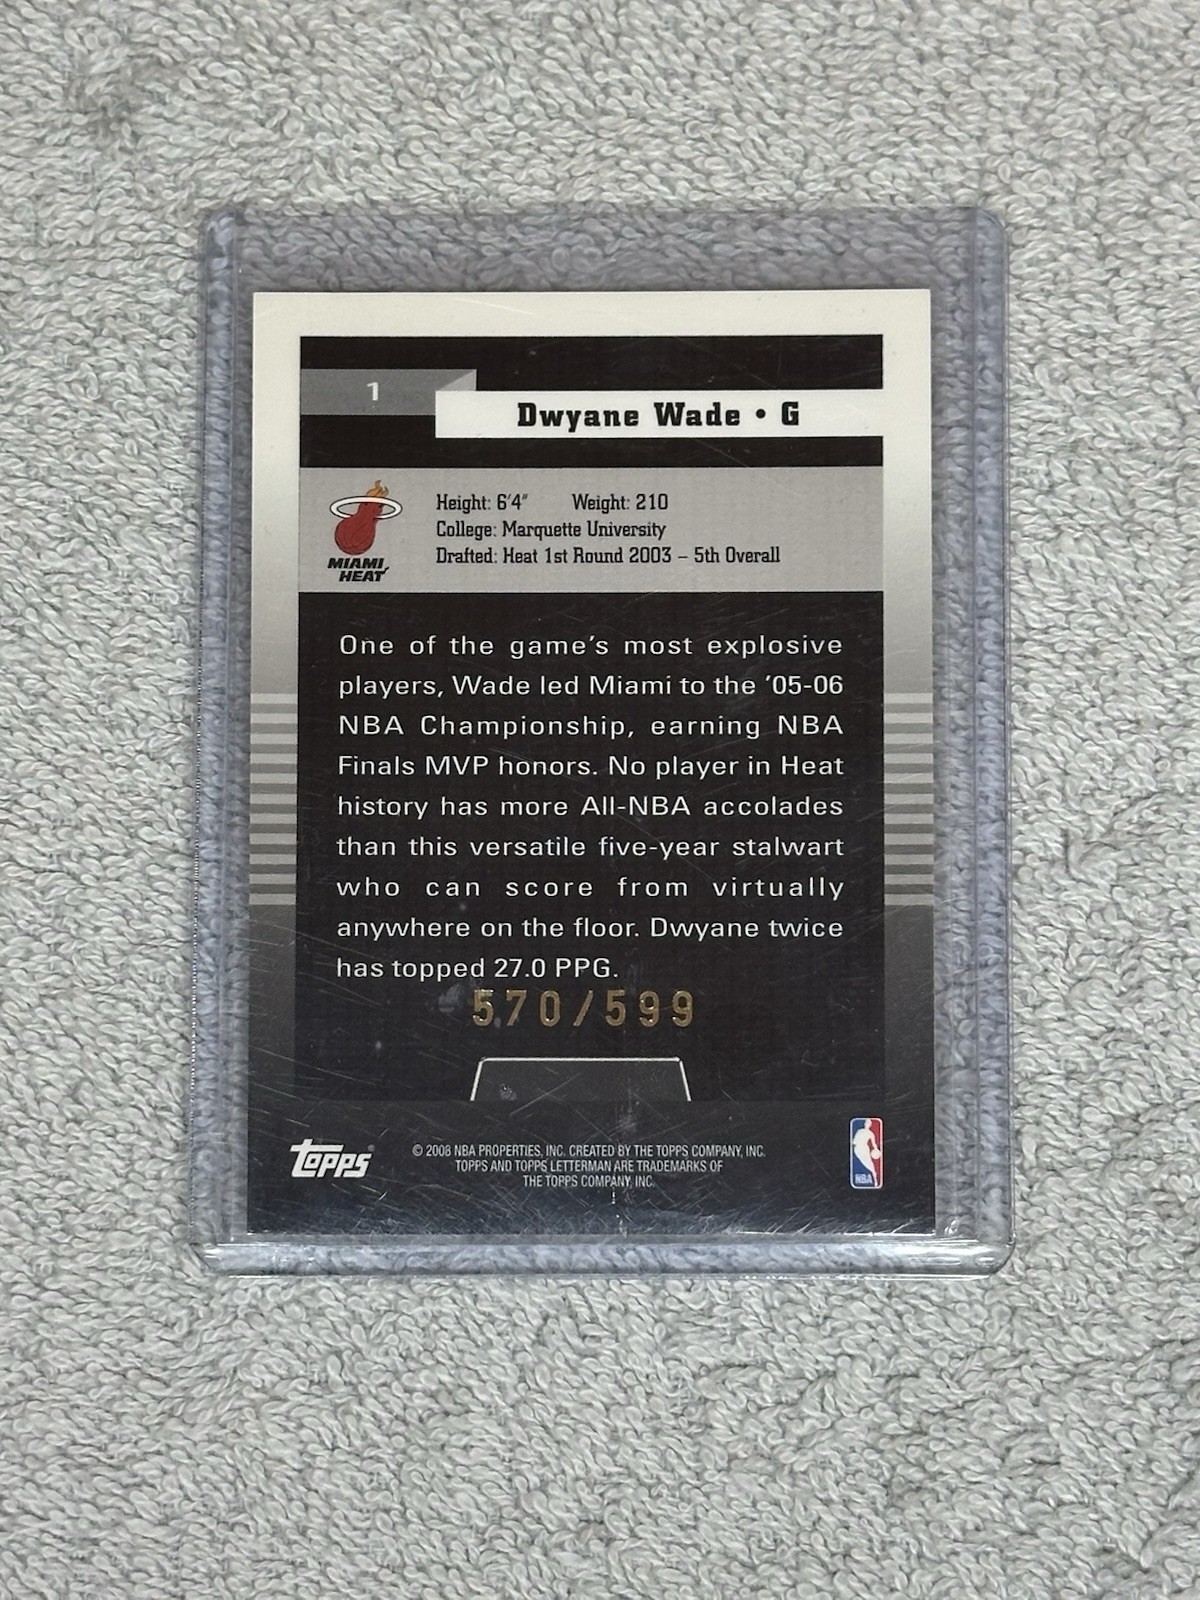 1
Dwyane Wade • G
Height: 6'4" Weight: 210
College: Marquette University
Drafted: Heat 1st Round 2003 – 5th Overall
MIAMI
HEAT
One of the game's most explosive
players, Wade led Miami to the '05-06
NBA Championship, earning NBA
Finals MVP honors. No player in Heat
history has more All-NBA accolades
than this versatile five-year stalwart
who can score from virtually
anywhere on the floor. Dwyane twice
has topped 27.0 PPG.
570/599
topps
© 2008 NBA PROPERTIES, INC. CREATED BY THE TOPPS COMPANY, INC.
TOPPS AND TOPPS LETTERMAN ARE TRADEMARKS OF
THE TOPPS COMPANY, INC.
NBA